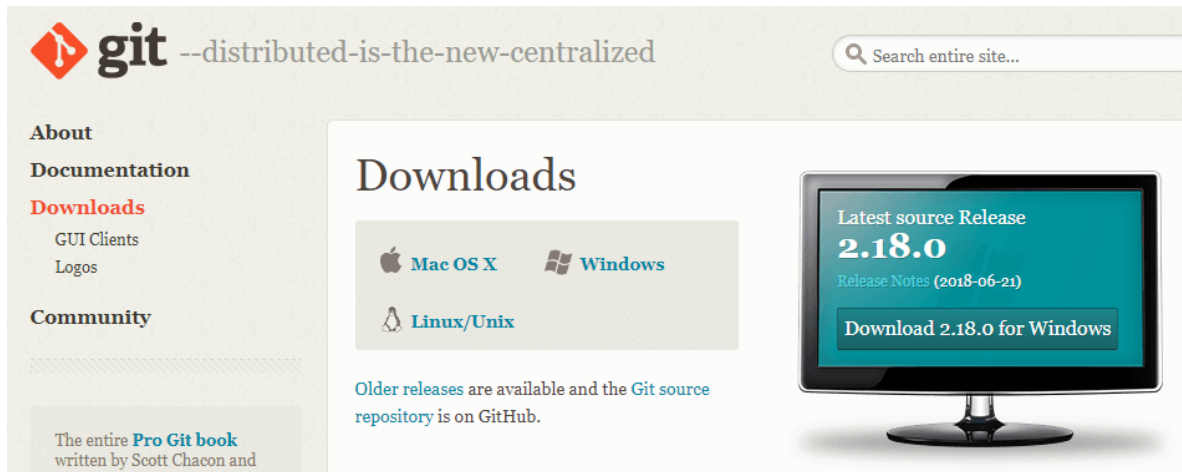 git --distributed-is-the-new-centralized
Search entire site...
About
Documentation
Downloads
GUI Clients
Logos
Community
The entire Pro Git book
written by Scott Chacon and
Downloads
Mac OS X
Windows
Linux/Unix
Older releases are available and the Git source
repository is on GitHub.
Latest source Release
2.18.0
Release Notes (2018-06-21)
Download 2.18.0 for Windows